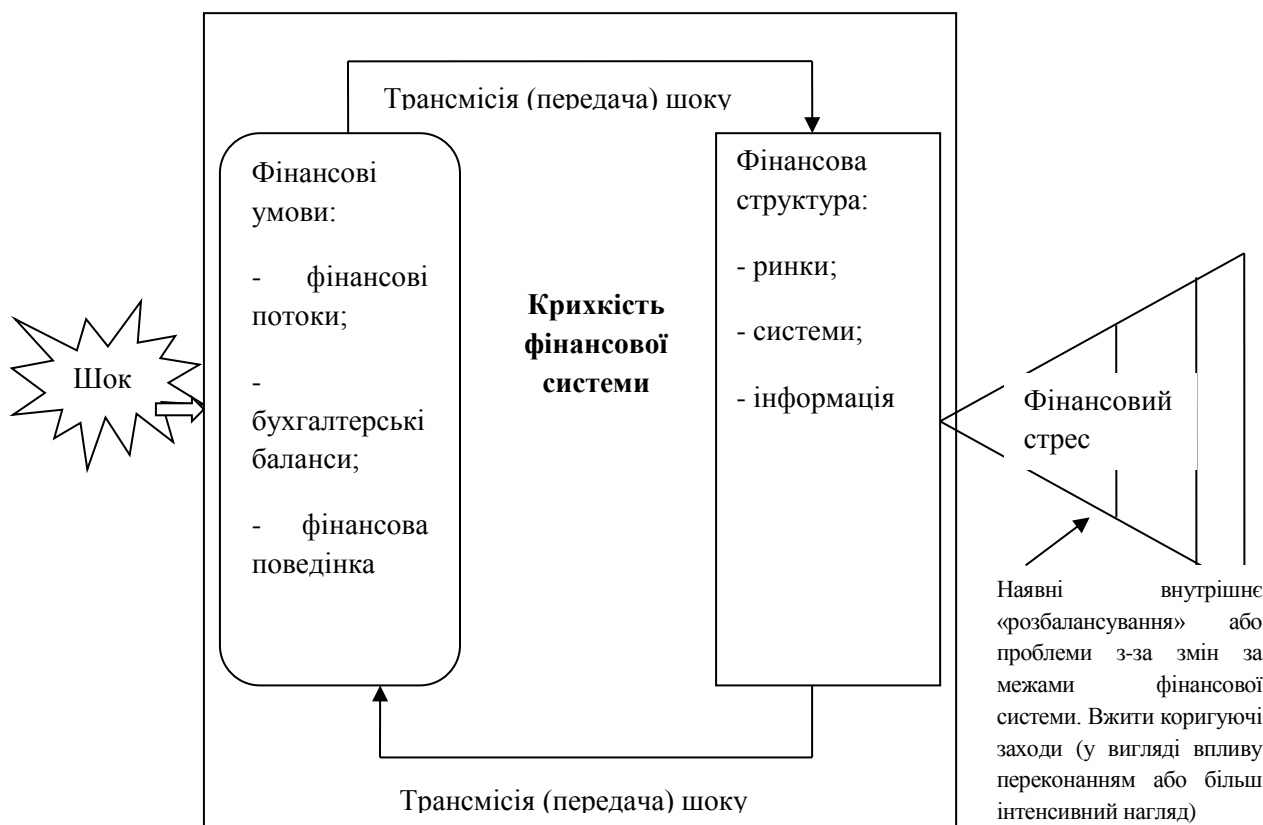 Трансмісія (передача) шоку
Фінансові
умови:
- фінансові
потоки;
-
бухгалтерські
баланси;
- фінансова
поведінка
Крихкість
фінансової
системи
Фінансова
структура:
- ринки;
- системи;
- інформація
Шок
Фінансовий
стрес
Наявні внутрішнє
«розбалансування» або
проблеми з-за змін за
межами фінансової
системи. Вжити коригуючі
заходи (у вигляді впливу
переконанням або більш
інтенсивний нагляд)
Трансмісія (передача) шоку